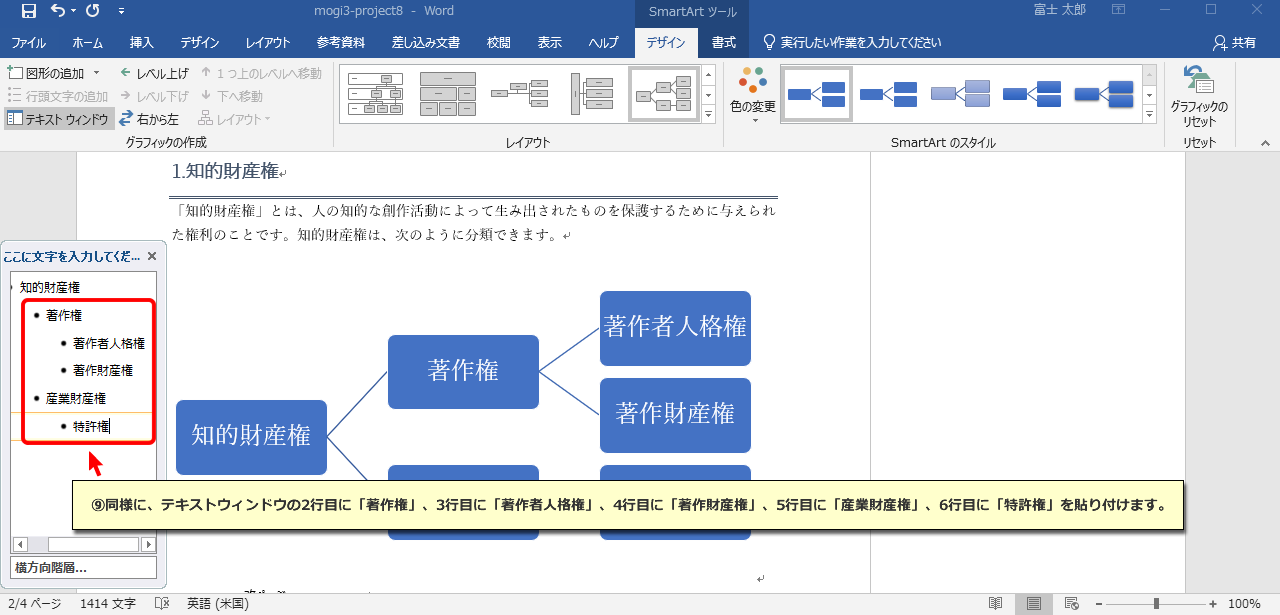 mogi3-project8 - Word
SmartArt ツール
富士 太郎
ファイル ホーム 挿入 デザイン レイアウト 参考資料 差し込み文書 校閲 表示 ヘルプ デザイン 書式 実行したい作業を入力してください 共有
図形の追加 レベル上げ 1 つ上のレベルへ移動
行頭文字の追加 レベル下げ 下へ移動
テキスト ウィンドウ 右から左 レイアウト
グラフィックの作成
レイアウト
色の変更
SmartArt のスタイル
グラフィックの
リセット
リセット
1.知的財産権
「知的財産権」とは、人の知的な創作活動によって生み出されたものを保護するために与えられ
た権利のことです。知的財産権は、次のように分類できます。
ここに文字を入力してくだ...
知的財産権
著作権
著作者人格権
著作財産権
産業財産権
特許権
横方向階層...
知的財産権
著作権
著作者人格権
著作財産権
⑨同様に、テキストウィンドウの2行目に「著作権」、3行目に「著作者人格権」、4行目に「著作財産権」、5行目に「産業財産権」、6行目に「特許権」を貼り付けます。
2/4 ページ 1414 文字 英語 (米国)
100%